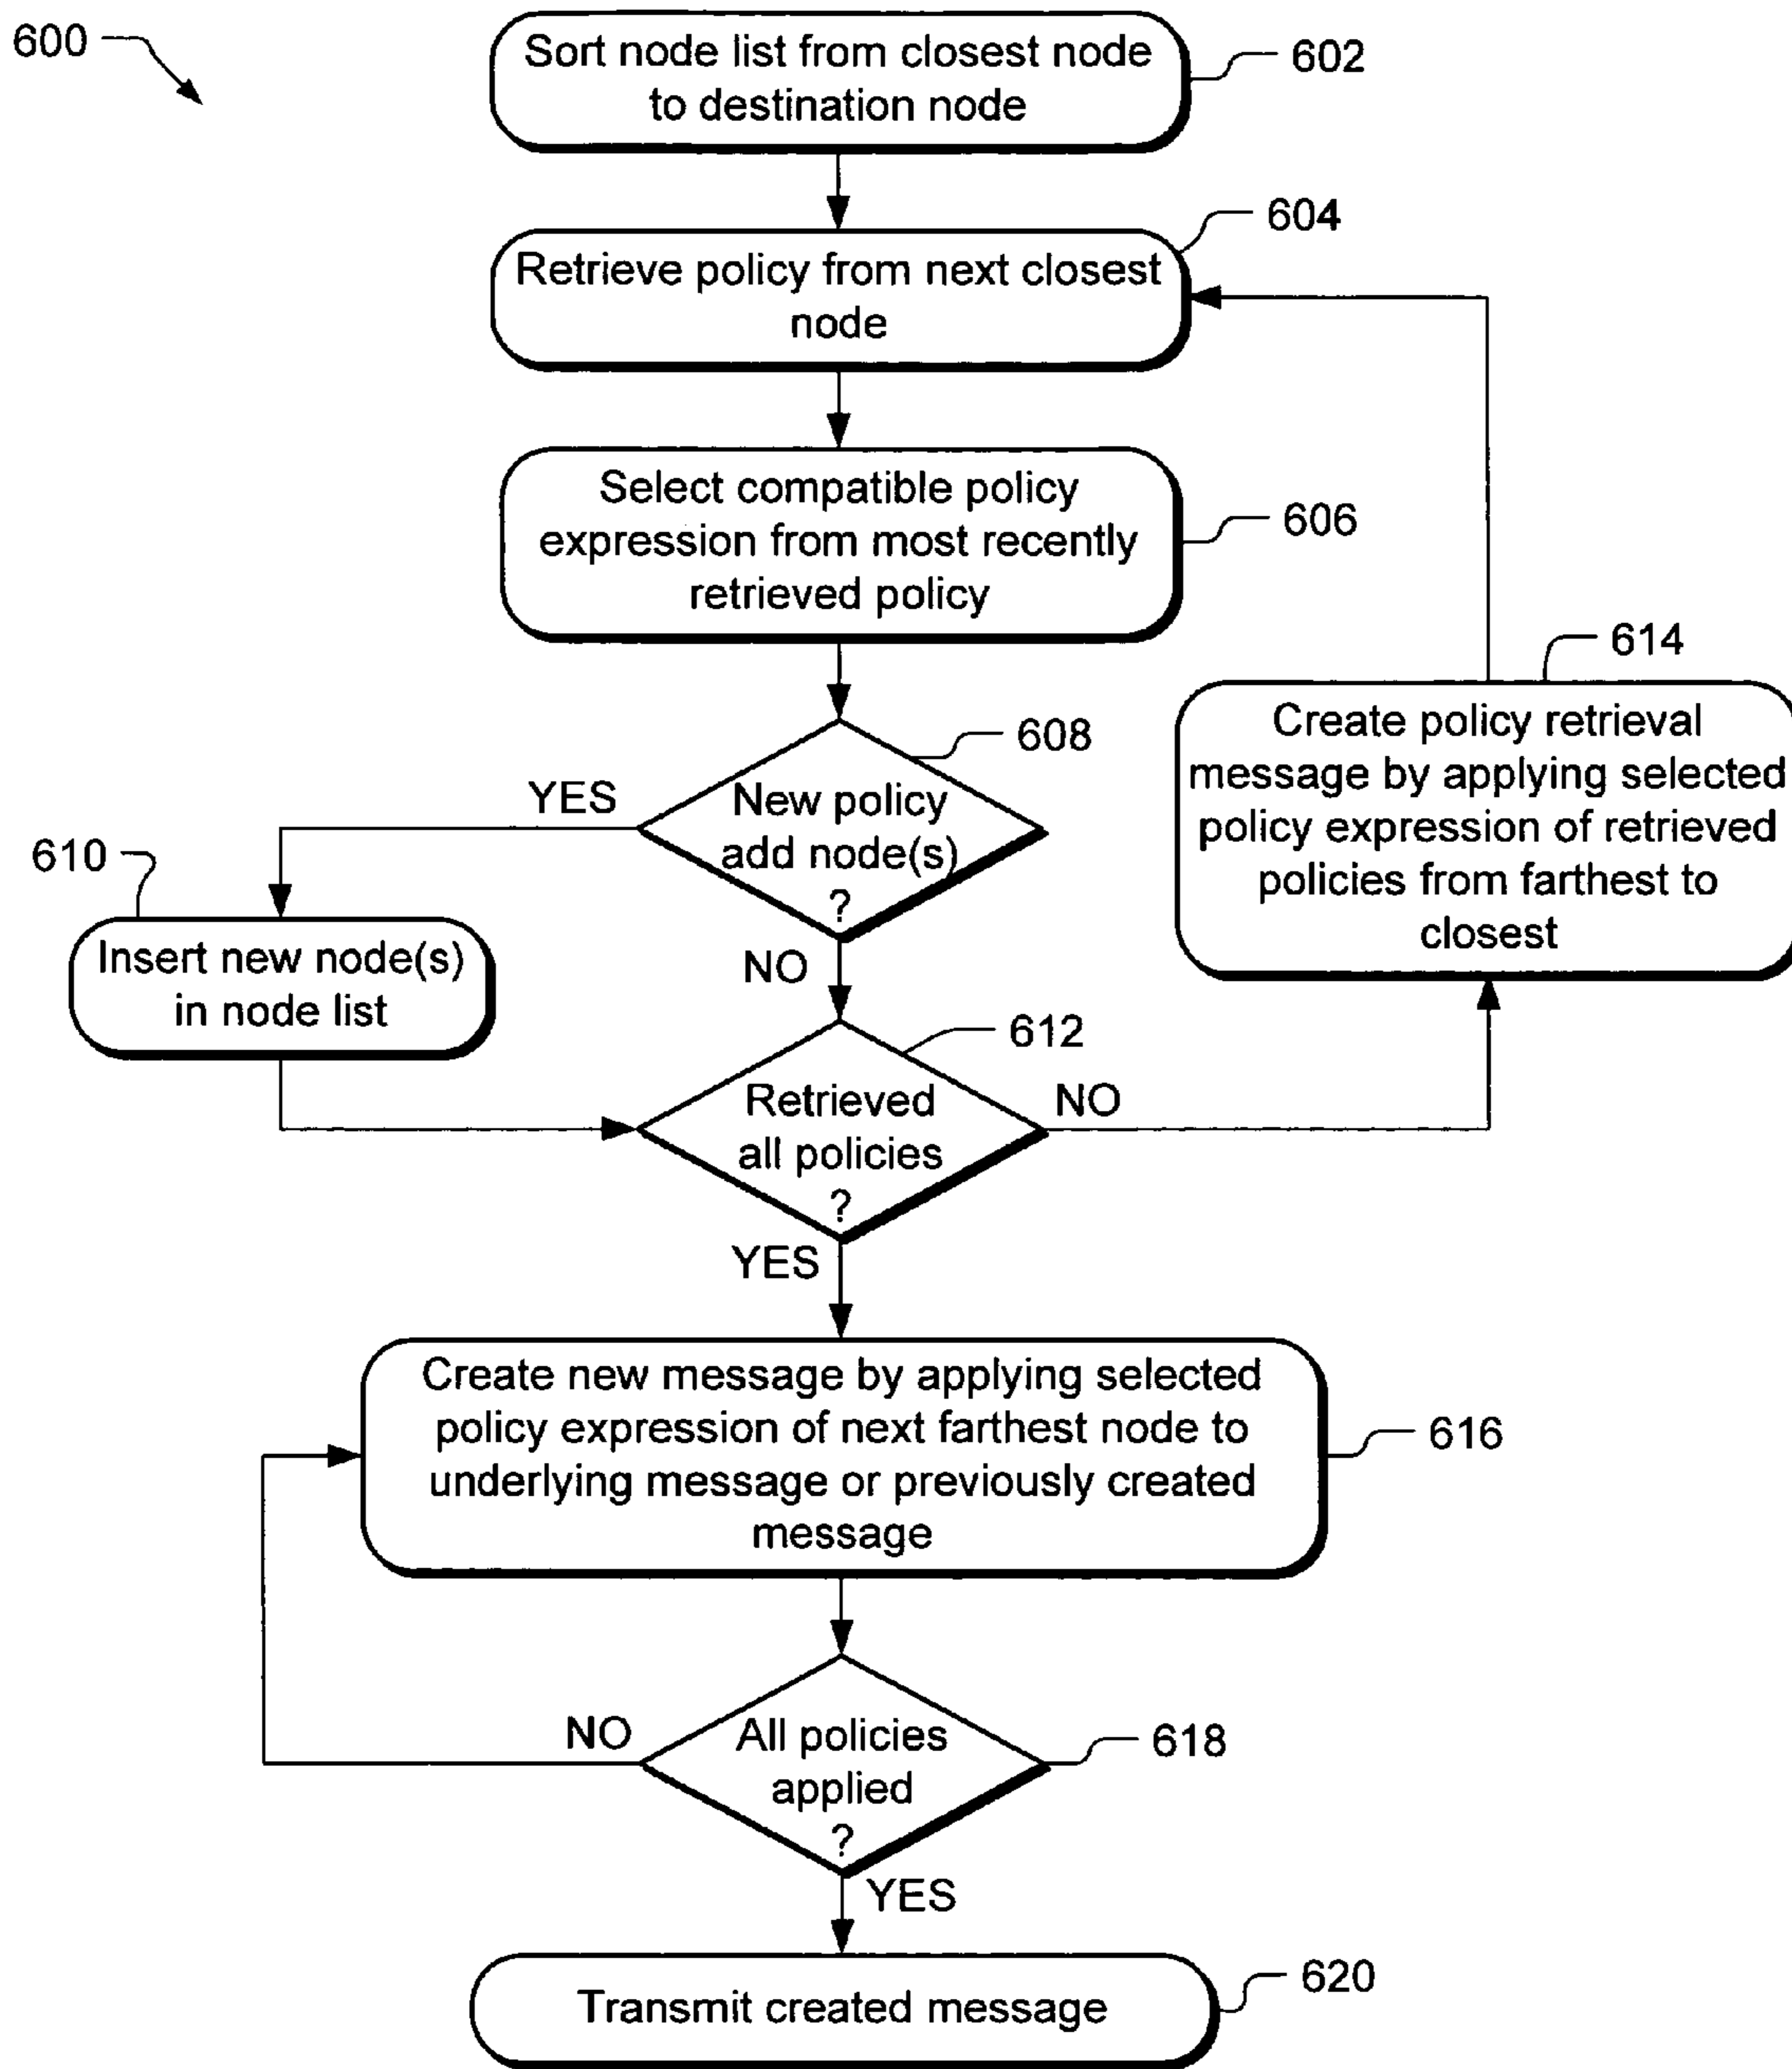 600
Sort node list from closest node
to destination node
602
604
Retrieve policy from next closest
node
Select compatible policy
expression from most recently
retrieved policy
606
614
Create policy retrieval
message by applying selected
policy expression of retrieved
policies from farthest to
closest
608
YES
New policy
add node(s)
?
610
Insert new node(s)
in node list
NO
612
Retrieved
all policies
?
NO
YES
Create new message by applying selected
policy expression of next farthest node to
underlying message or previously created
message
616
NO
All policies
applied
?
618
YES
Transmit created message
620